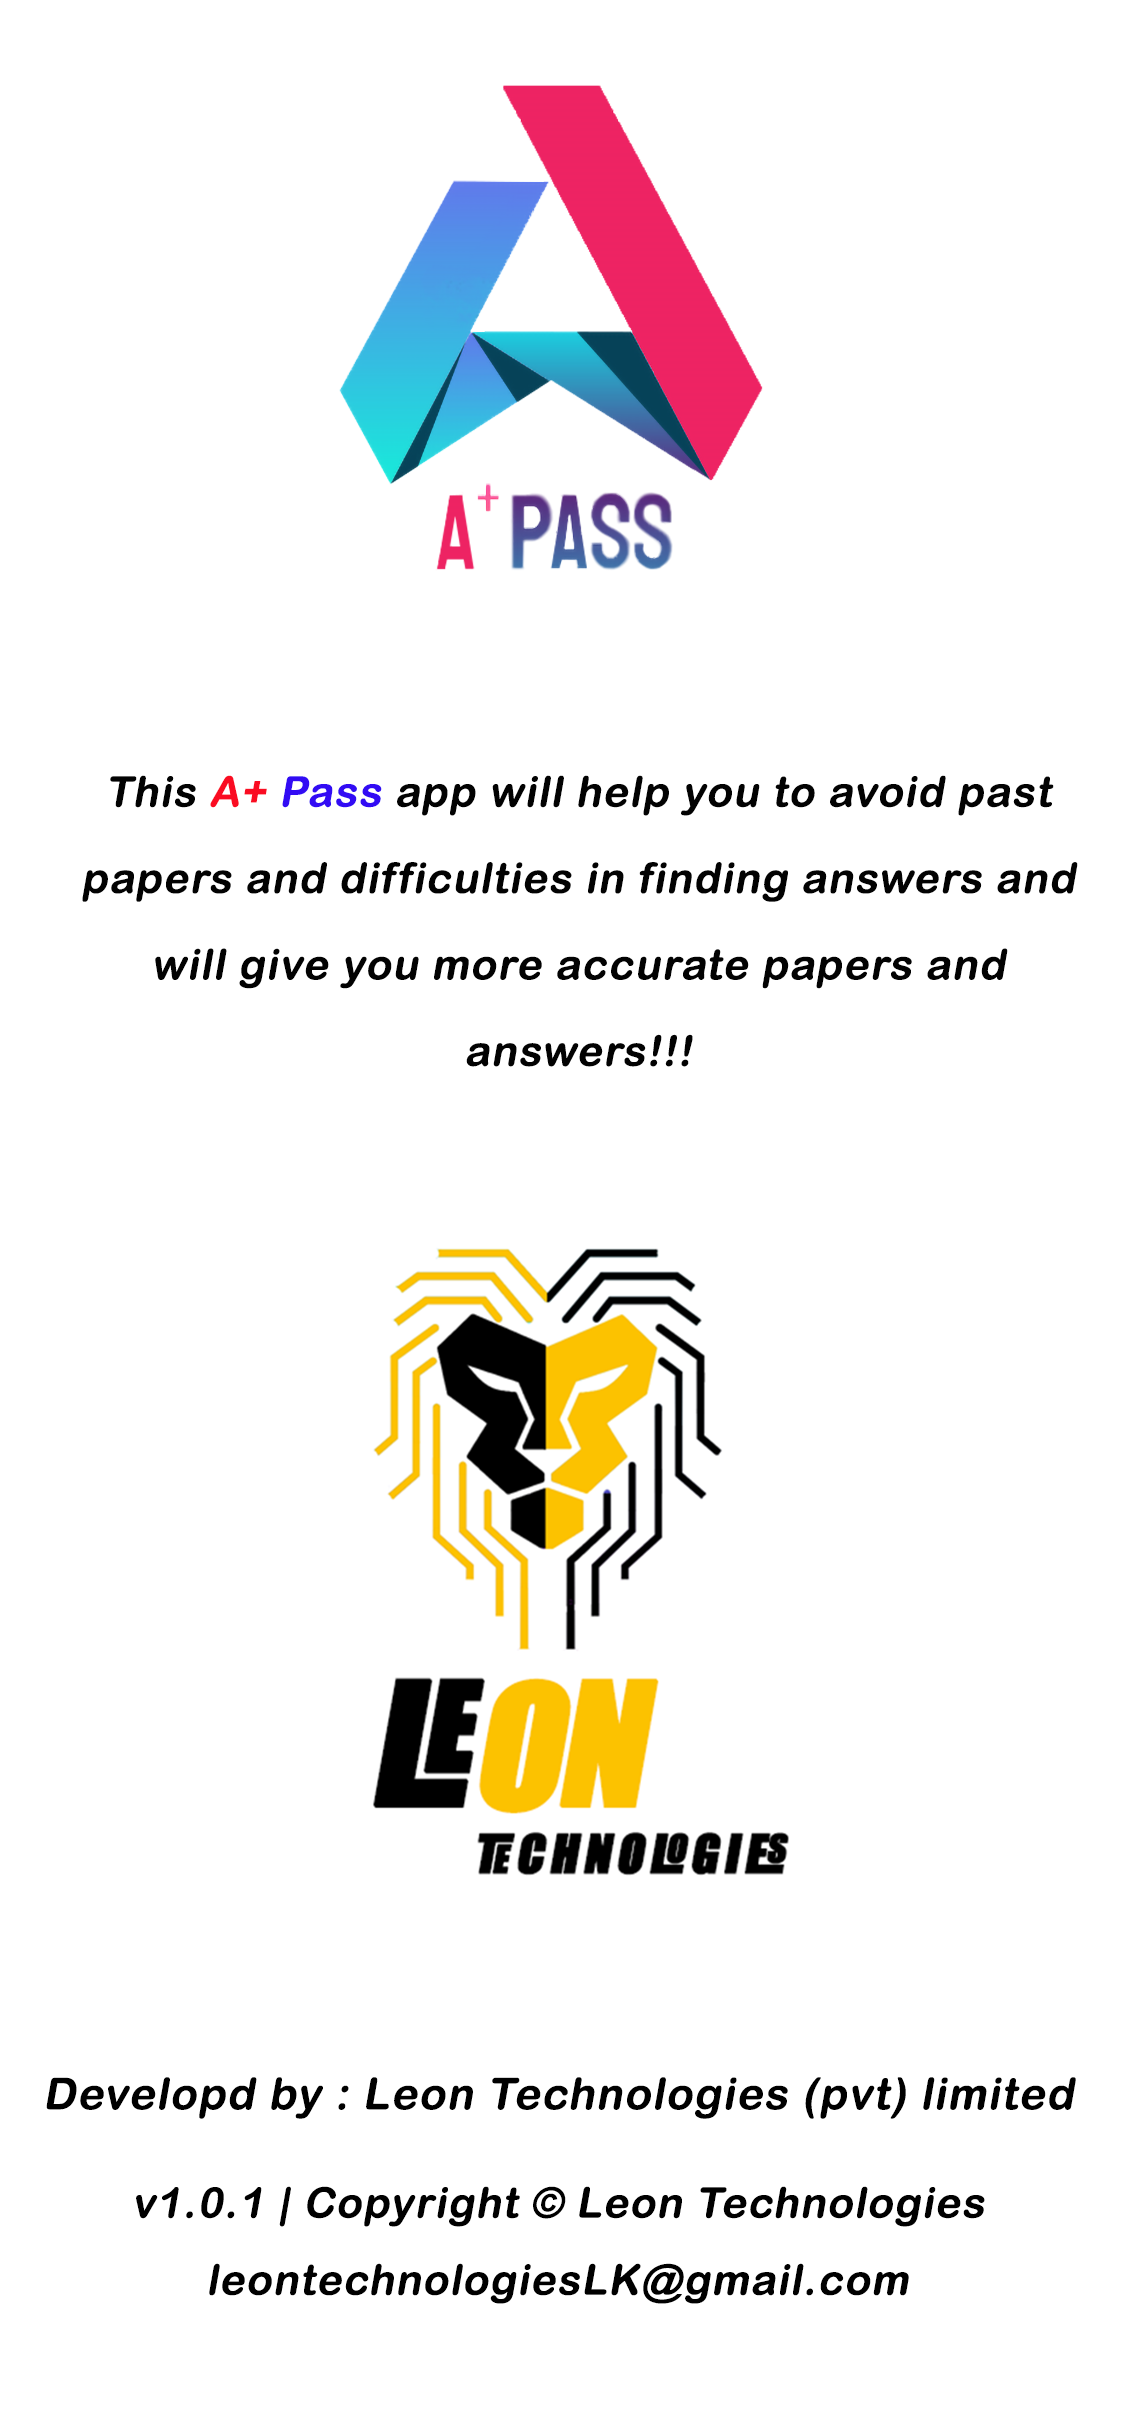 A+ PASS
This A+ Pass app will help you to avoid past
papers and difficulties in finding answers and
will give you more accurate papers and
answers!!!
LEON
TECHNOLOGIES
Developd by : Leon Technologies (pvt) limited
v1.0.1 | Copyright © Leon Technologies
leontechnologiesLK@gmail.com